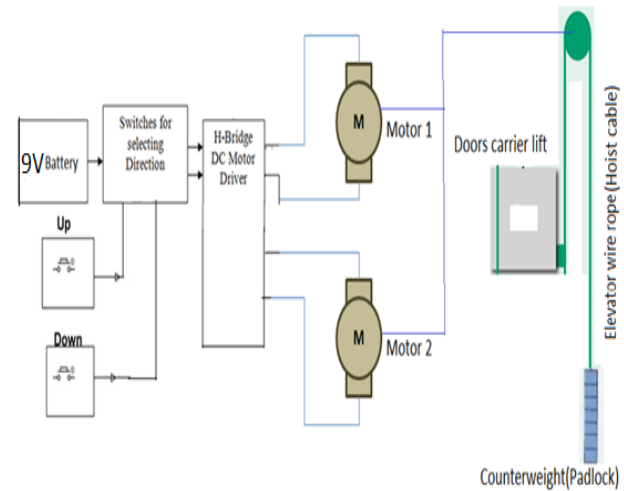 9V Battery
Switches for
selecting
Direction
H-Bridge
DC Motor
Driver
M
Motor 1
Doors carrier lift
Elevator wire rope(Hoist cable)
Up
Down
M
Motor 2
Counterweight(Padlock)